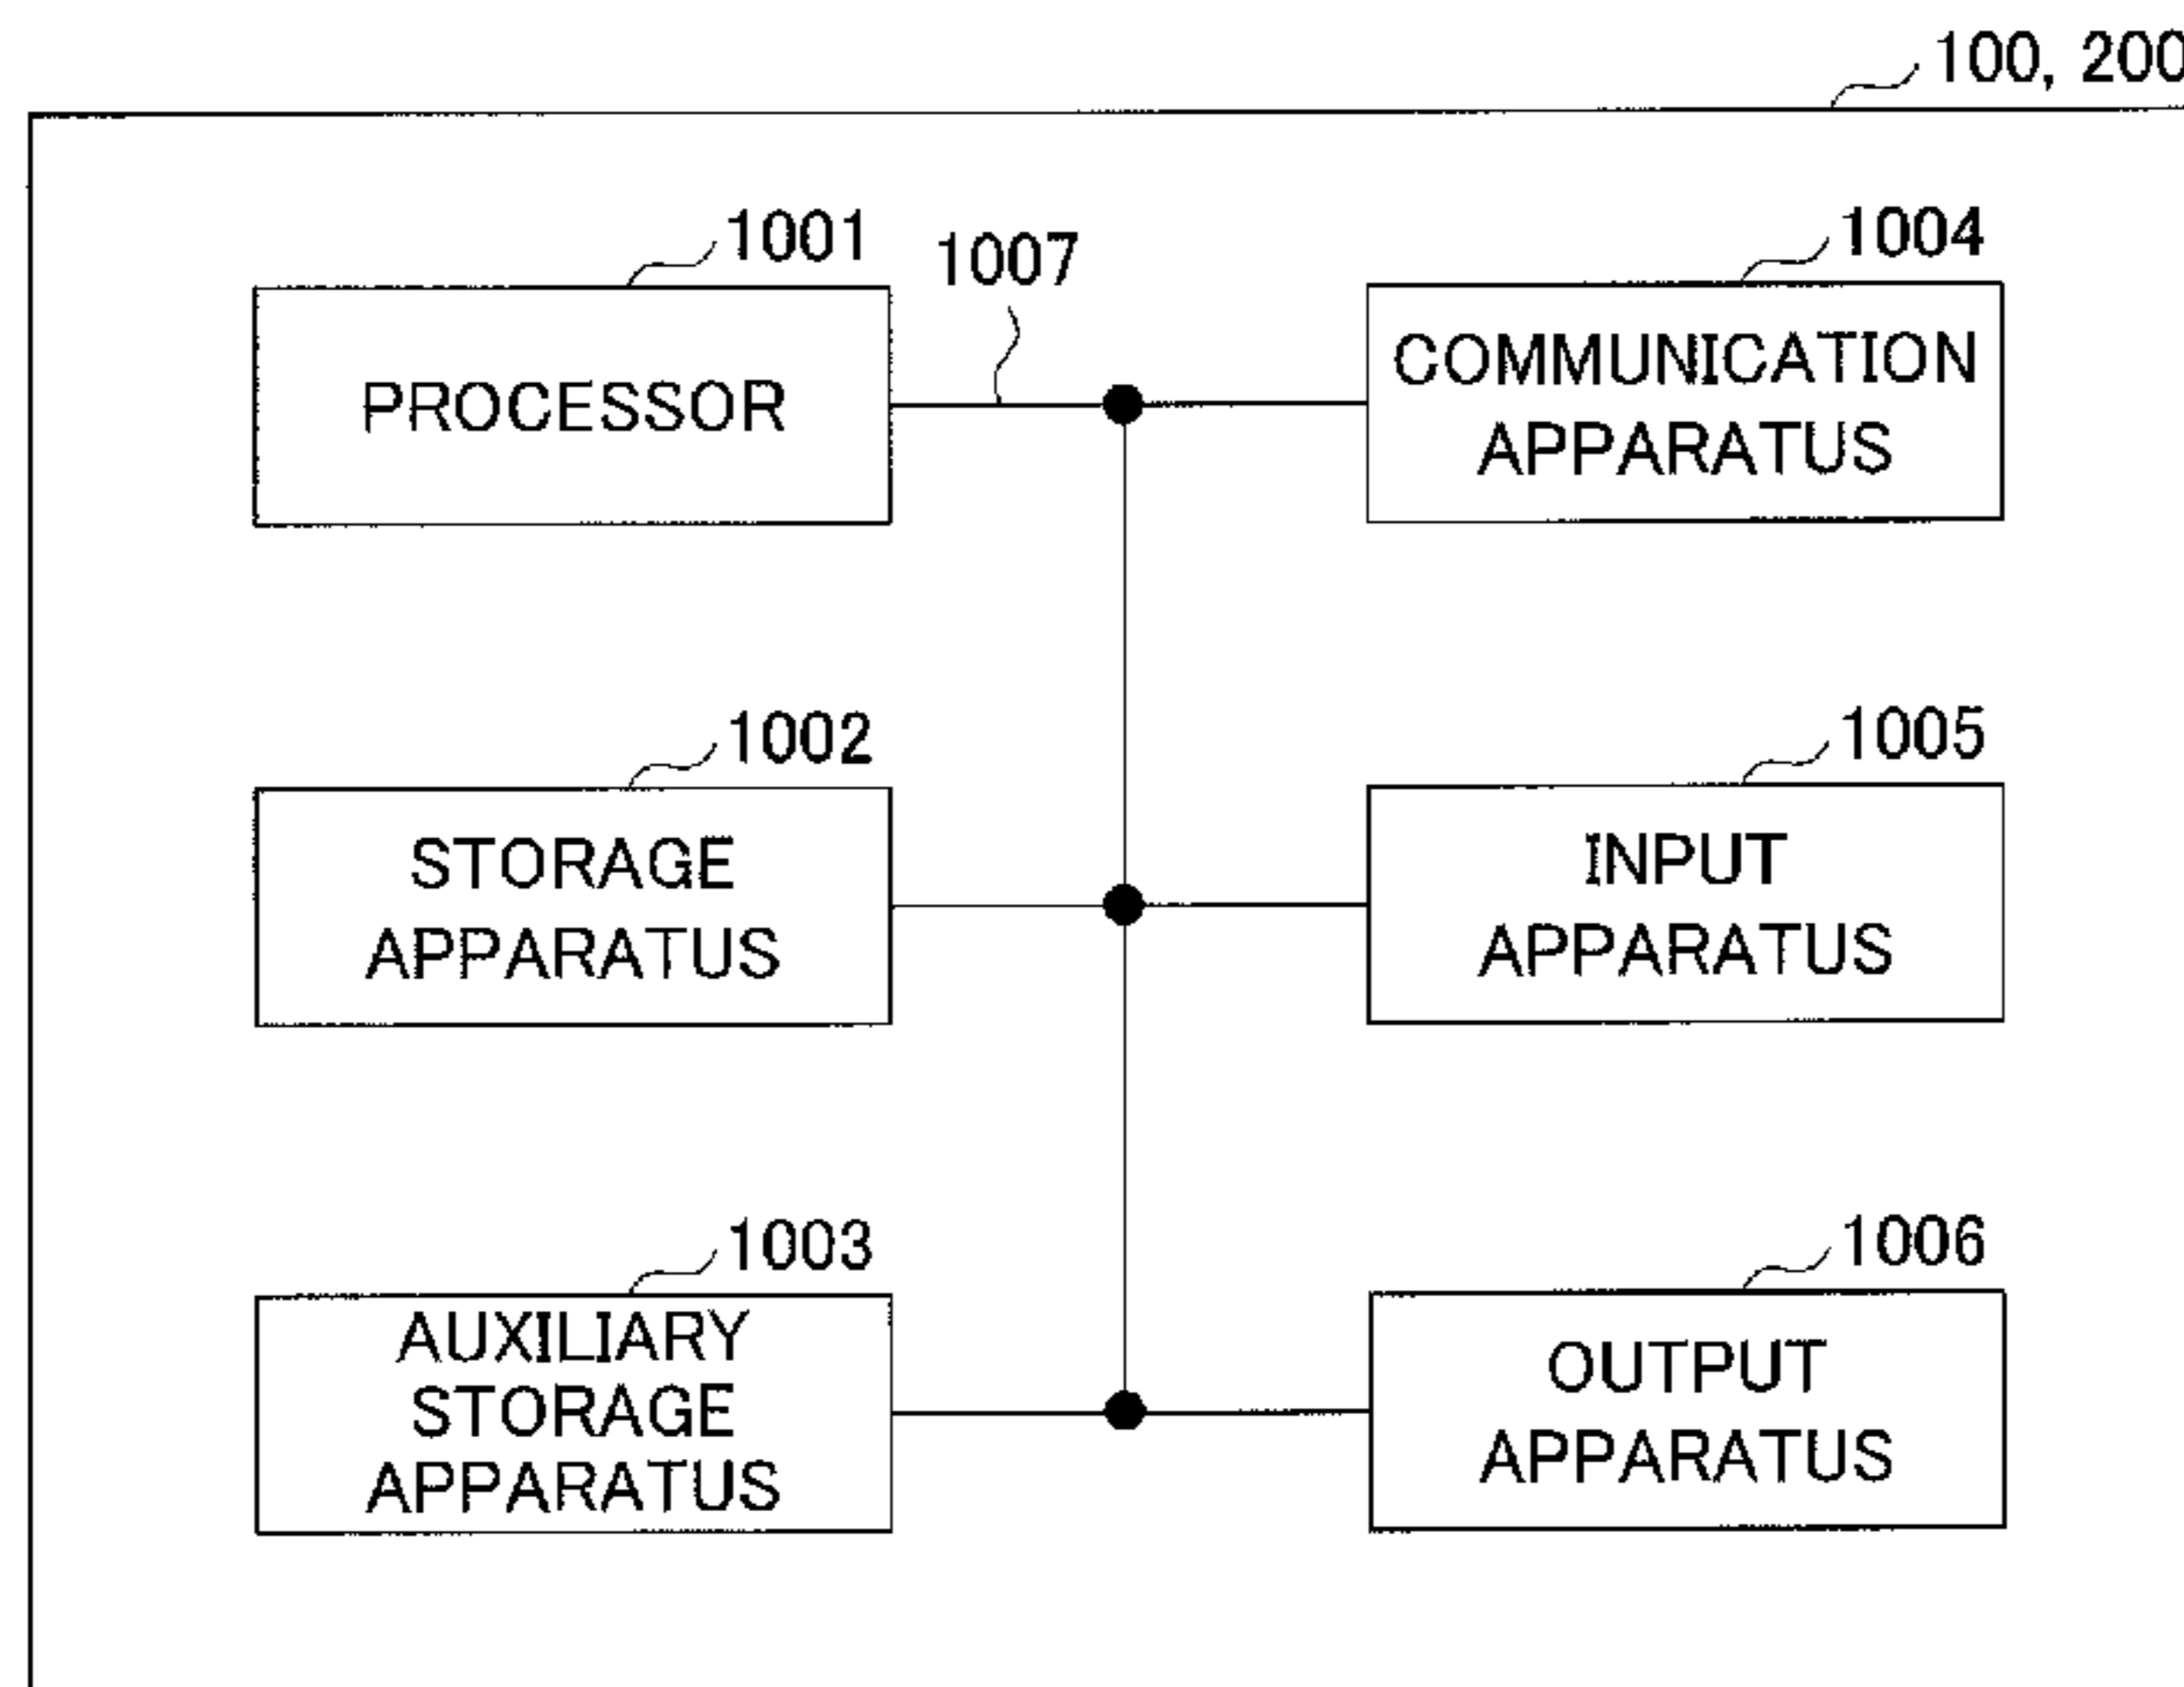 100, 200
1001
1007
1004
PROCESSOR
COMMUNICATION
APPARATUS
1002
1005
STORAGE
APPARATUS
INPUT
APPARATUS
1003
1006
AUXILIARY
STORAGE
APPARATUS
OUTPUT
APPARATUS